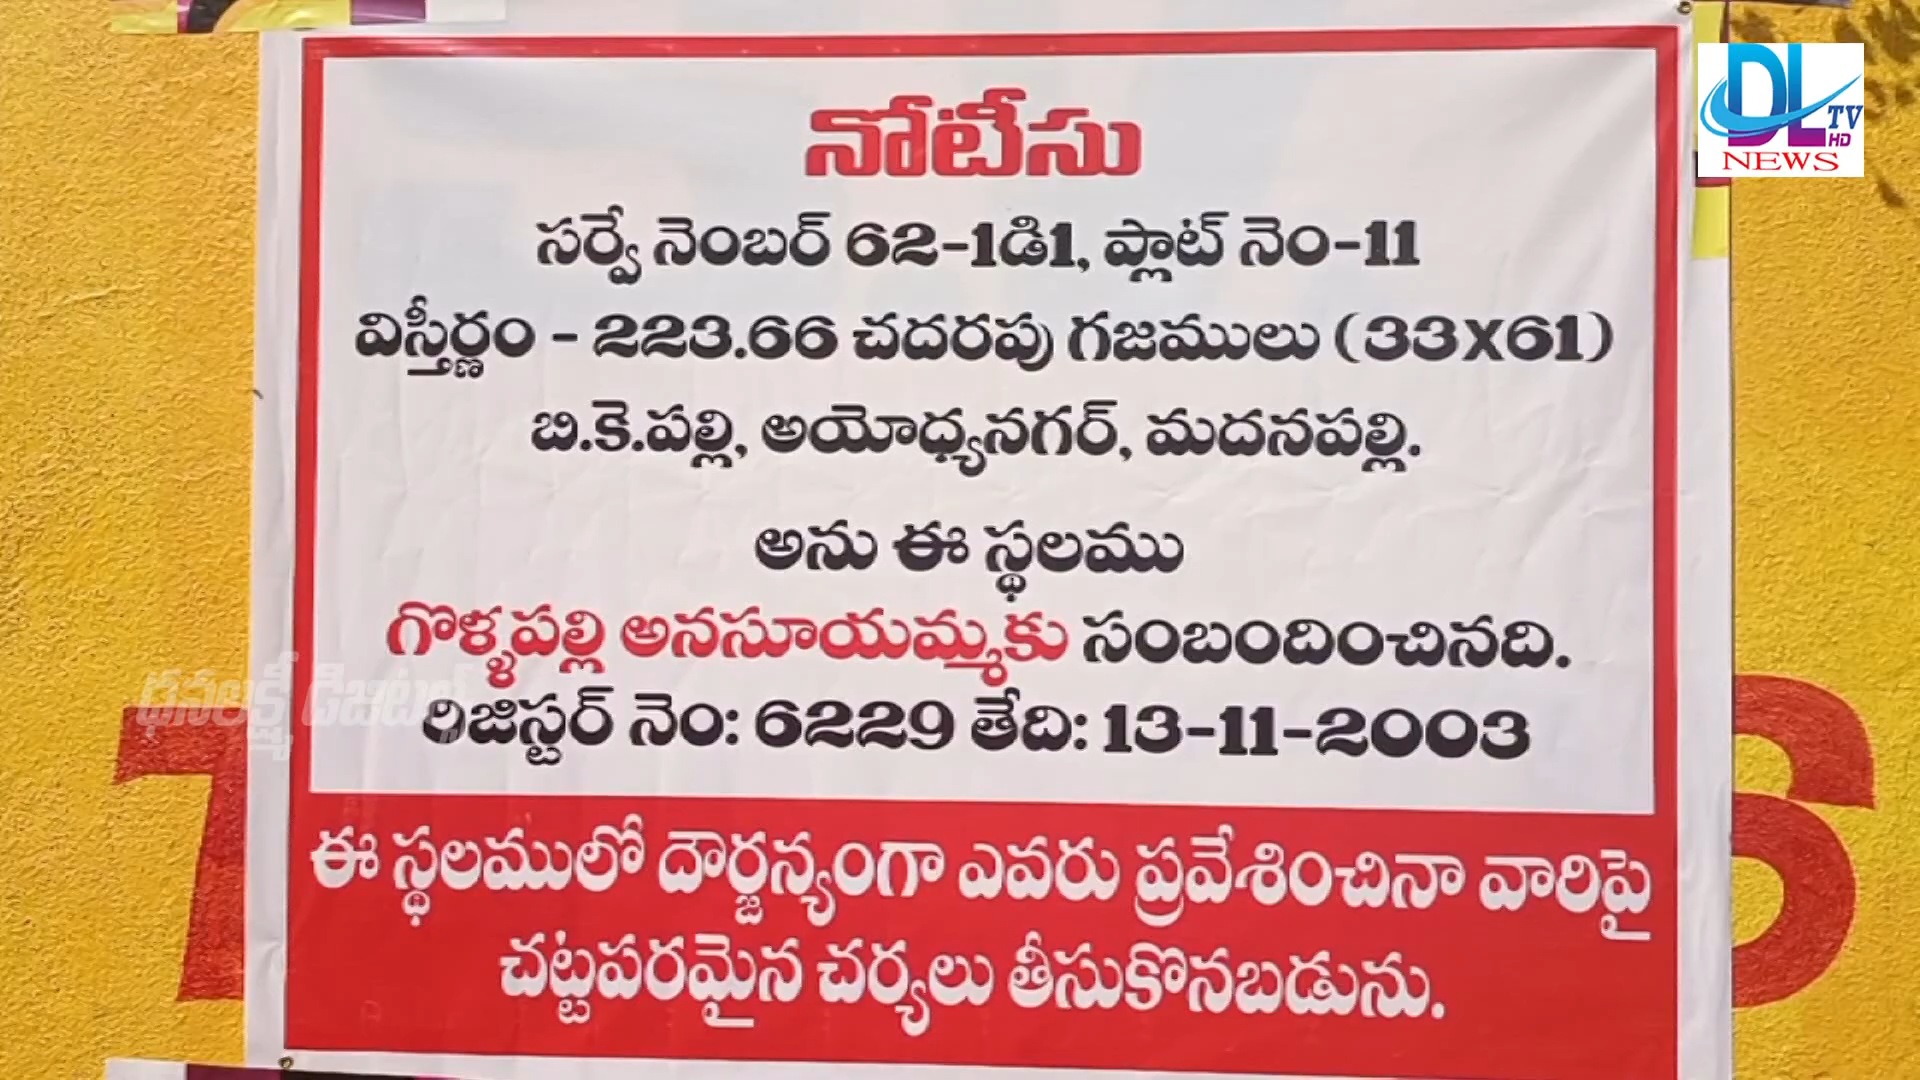 నోటీసు
సర్వే నెంబర్ 62-1డి1, ప్లాట్ నెం-11
విస్తీర్ణం - 223.66 చదరపు గజములు (33X61)
బి.కె.పల్లి, అయోధ్యనగర్, మదనపల్లి.
అను ఈ స్థలము
గొళ్ళపల్లి అనసూయమ్మకు సంబందించినది.
రిజిస్టర్ నెం: 6229 తేది: 13-11-2003
ఈ స్థలములో దౌర్జన్యంగా ఎవరు ప్రవేశించినా వారిపై
చట్టపరమైన చర్యలు తీసుకొనబడును.
DL TV HD
NEWS
ధనలక్ష్మీ డిజిటల్స్